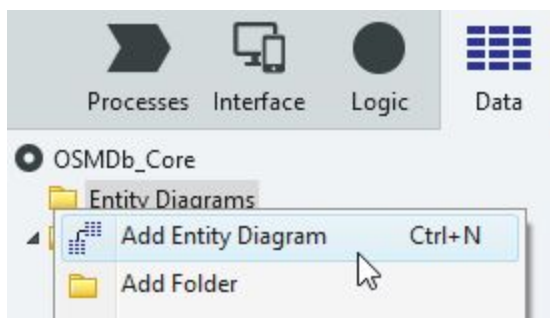 Processes Interface Logic Data
OSMDb_Core
Entity Diagrams
Add Entity Diagram Ctrl+N
Add Folder